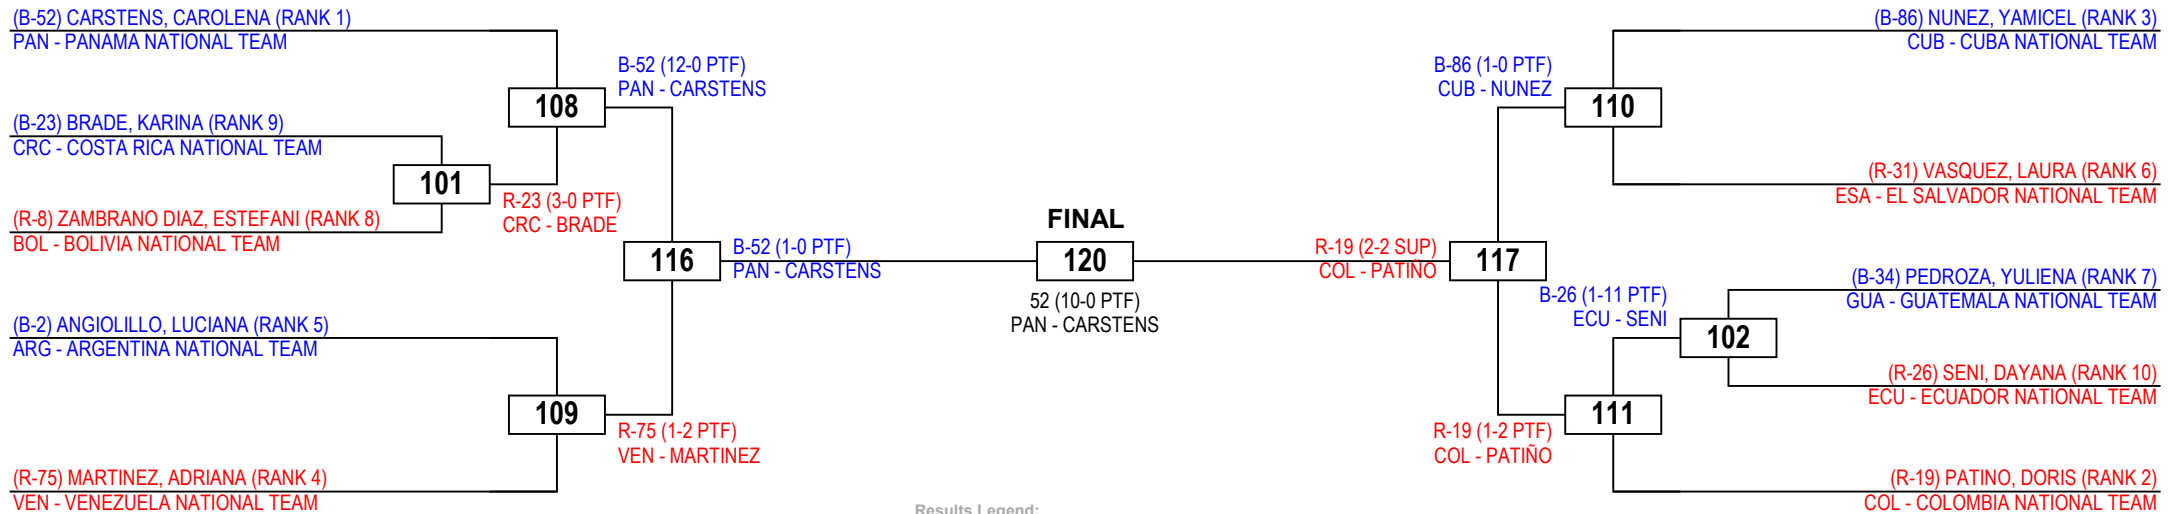 (B-52) CARSTENS, CAROLENA (RANK 1)
PAN - PANAMA NATIONAL TEAM
B-52 (12-0 PTF)
PAN - CARSTENS
108
(B-23) BRADE, KARINA (RANK 9)
CRC - COSTA RICA NATIONAL TEAM
101
R-23 (3-0 PTF)
CRC - BRADE
(R-8) ZAMBRANO DIAZ, ESTEFANI (RANK 8)
BOL - BOLIVIA NATIONAL TEAM
116
B-52 (1-0 PTF)
PAN - CARSTENS
(B-2) ANGIOLILLO, LUCIANA (RANK 5)
ARG - ARGENTINA NATIONAL TEAM
109
R-75 (1-2 PTF)
VEN - MARTINEZ
(R-75) MARTINEZ, ADRIANA (RANK 4)
VEN - VENEZUELA NATIONAL TEAM
FINAL
120
52 (10-0 PTF)
PAN - CARSTENS
Results Legend:
(B-86) NUNEZ, YAMICEL (RANK 3)
CUB - CUBA NATIONAL TEAM
B-86 (1-0 PTF)
CUB - NUNEZ
110
(R-31) VASQUEZ, LAURA (RANK 6)
ESA - EL SALVADOR NATIONAL TEAM
R-19 (2-2 SUP)
COL - PATIÑO
117
(B-34) PEDROZA, YULIENA (RANK 7)
GUA - GUATEMALA NATIONAL TEAM
B-26 (1-11 PTF)
ECU - SENI
102
(R-26) SENI, DAYANA (RANK 10)
ECU - ECUADOR NATIONAL TEAM
111
R-19 (1-2 PTF)
COL - PATIÑO
(R-19) PATINO, DORIS (RANK 2)
COL - COLOMBIA NATIONAL TEAM